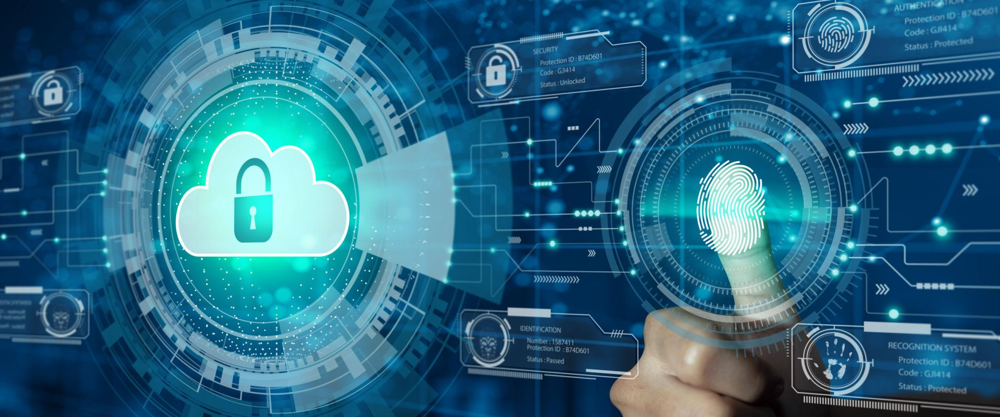 SECURITY
Protection ID : B74D601
Code : GJI414
Status : Unlocked
AUTHENTICATION
Protection ID : B74D601
Code : GJI414
Status : Protected
IDENTIFICATION
Number : 1587411
Protection ID : B74D601
Status : Passed
RECOGNITION SYSTEM
Protection ID : B74D601
Code : GJI414
Status : Protected